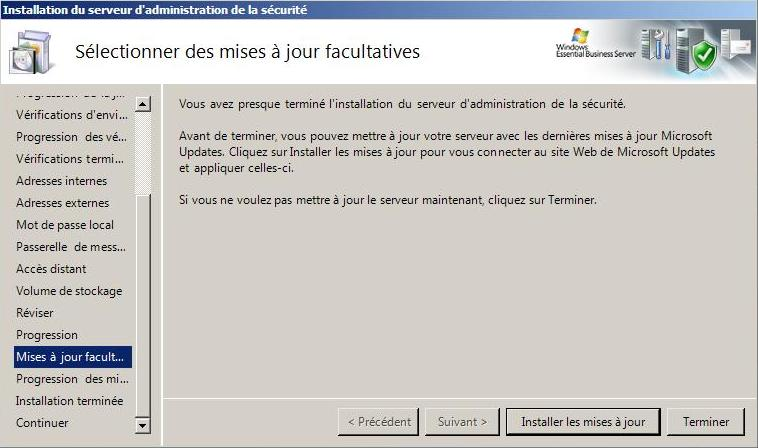 Installation du serveur d'administration de la sécurité
Sélectionner des mises à jour facultatives
Windows
Essential Business Server
Vérifications d'envi...
Progression des vé...
Vérifications termi...
Adresses internes
Adresses externes
Mot de passe local
Passerelle de mess...
Accès distant
Volume de stockage
Réviser
Progression
Mises à jour facult...
Progression des mi...
Installation terminée
Continuer
Vous avez presque terminé l'installation du serveur d'administration de la sécurité.
Avant de terminer, vous pouvez mettre à jour votre serveur avec les dernières mises à jour Microsoft
Updates. Cliquez sur Installer les mises à jour pour vous connecter au site Web de Microsoft Updates
et appliquer celles-ci.
Si vous ne voulez pas mettre à jour le serveur maintenant, cliquez sur Terminer.
< Précédent
Suivant >
Installer les mises à jour
Terminer